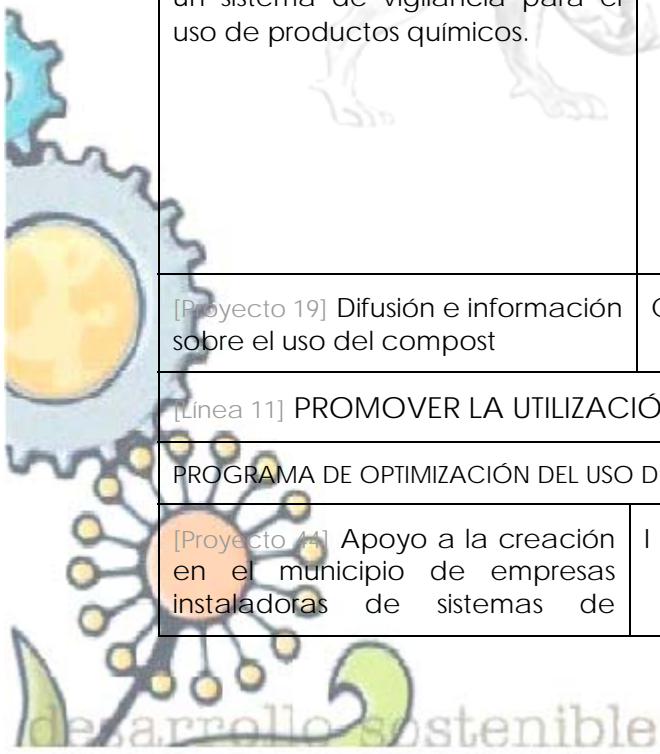 un sistema de vigilancia para el
uso de productos químicos.
[Proyecto 19] Difusión e información
sobre el uso del compost
[Línea 11] PROMOVER LA UTILIZACIÓ
PROGRAMA DE OPTIMIZACIÓN DEL USO D
[Proyecto 44] Apoyo a la creación I
en el municipio de empresas
instaladoras de sistemas de
desarrollo sostenible